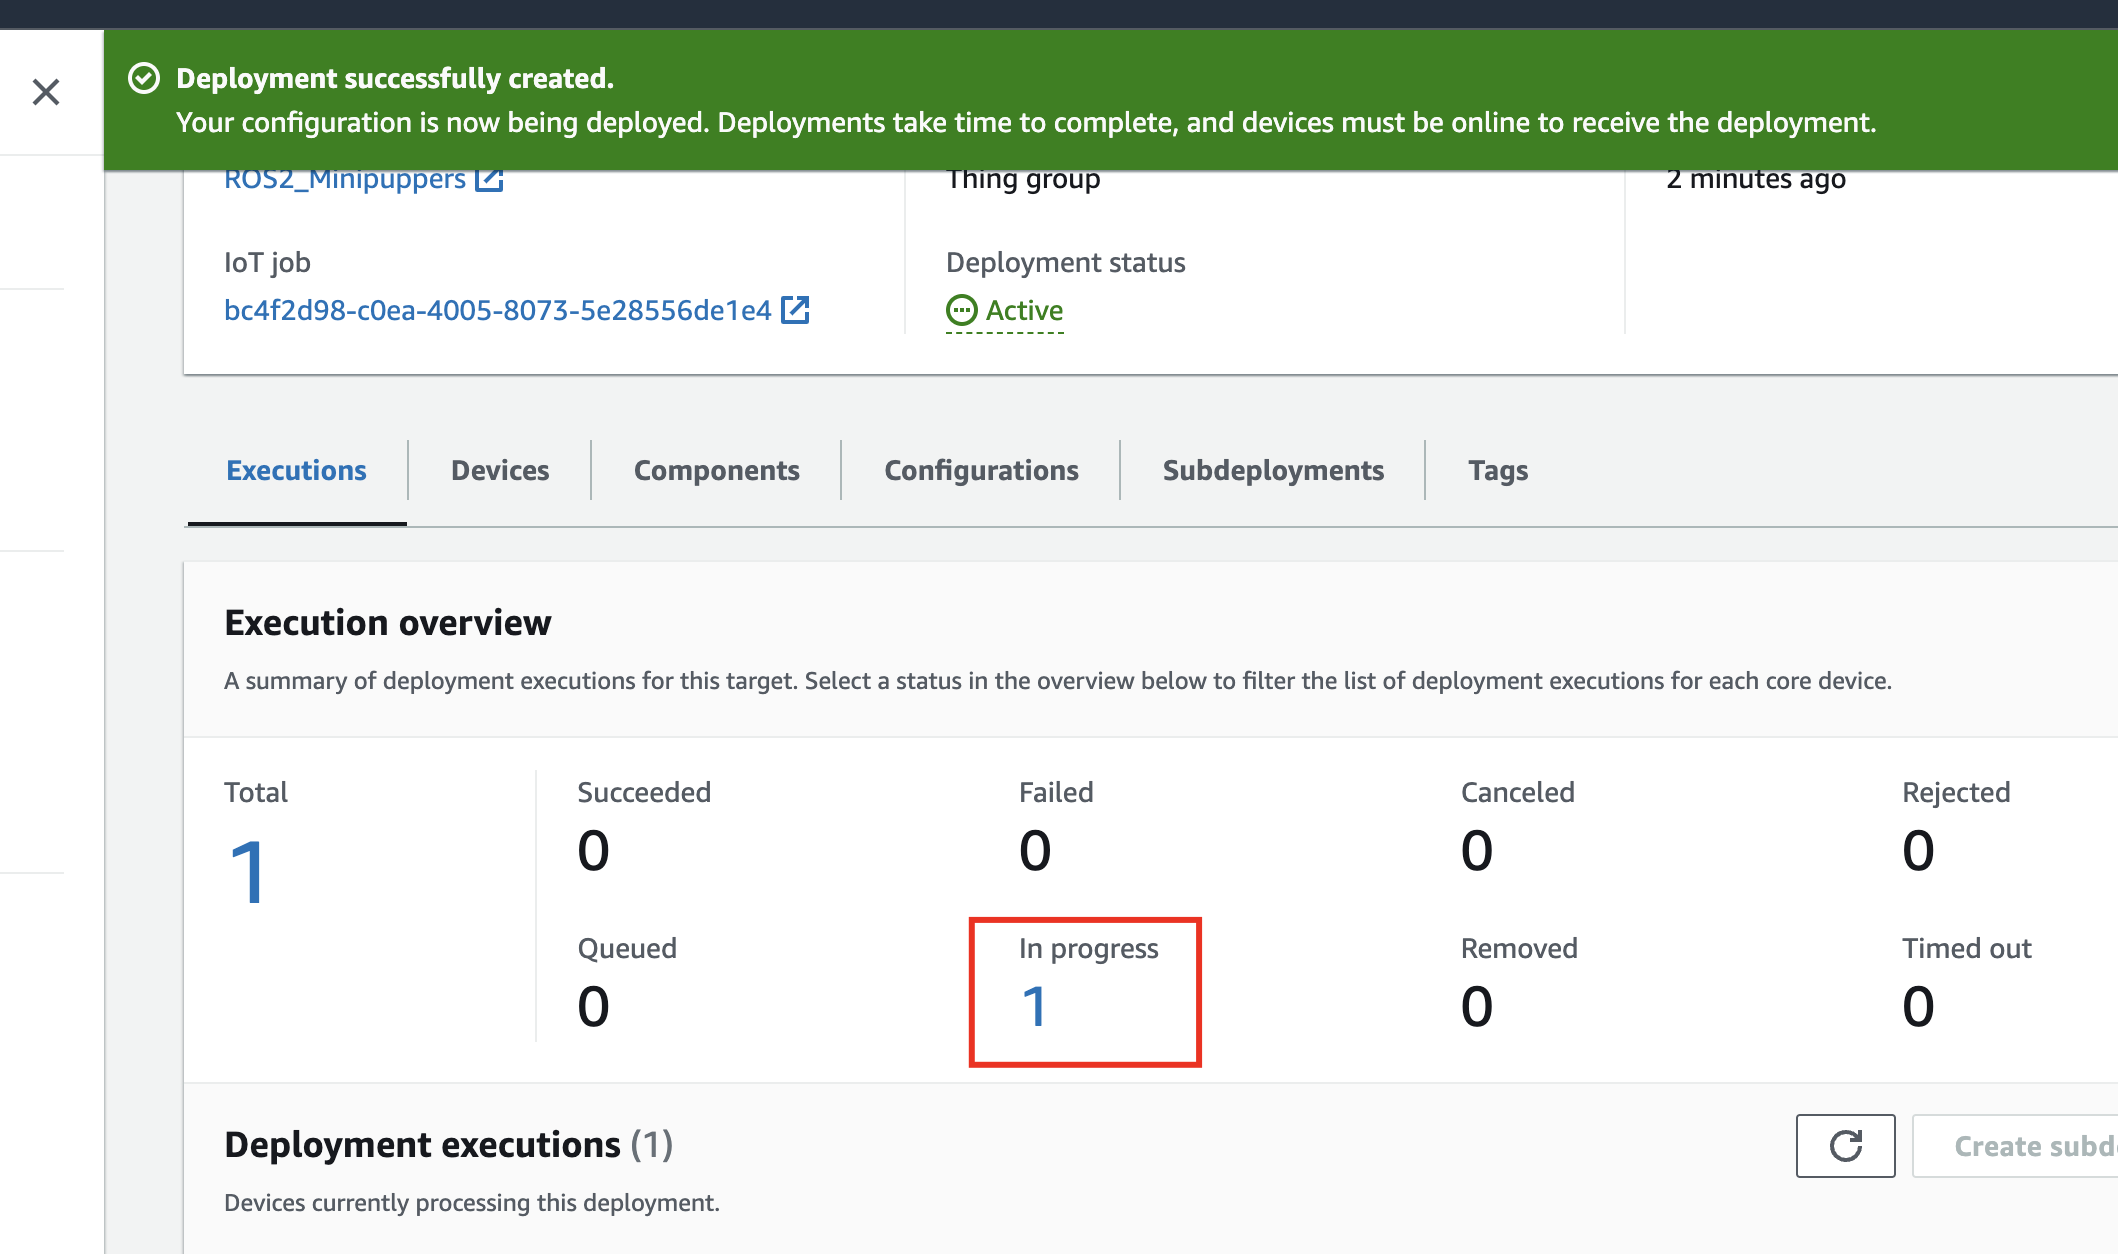 Deployment successfully created.
Your configuration is now being deployed. Deployments take time to complete, and devices must be online to receive the deployment.
ROS2_Minipuppers
Thing group
2 minutes ago
IoT job
Deployment status
bc4f2d98-c0ea-4005-8073-5e28556de1e4
Active
Executions
Devices
Components
Configurations
Subdeployments
Tags
Execution overview
A summary of deployment executions for this target. Select a status in the overview below to filter the list of deployment executions for each core device.
Total
Succeeded
Failed
Canceled
Rejected
1
0
0
0
0
Queued
In progress
Removed
Timed out
0
1
0
0
Deployment executions (1)
Create subd
Devices currently processing this deployment.